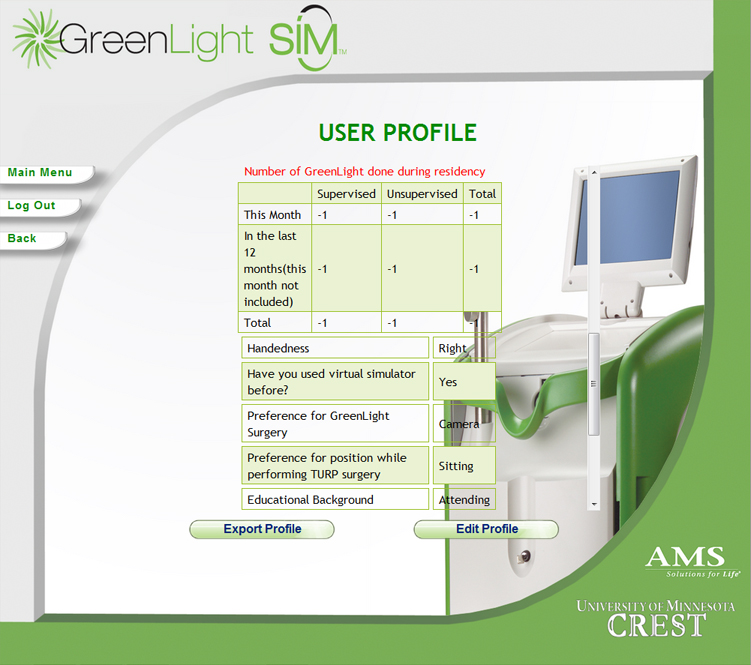 GreenLight SIM™
USER PROFILE
Main Menu
Log Out
Back
Number of GreenLight done during residency
Supervised Unsupervised Total
This Month -1 -1 -1
In the last
12
months(this
month not
included)
-1 -1 -1
Total -1 -1 -1
Handedness Right
Have you used virtual simulator
before?
Yes
Preference for GreenLight
Surgery
Camera
Preference for position while
performing TURP surgery
Sitting
Educational Background Attending
Export Profile Edit Profile
AMS
Solutions for Life®
UNIVERSITY OF MINNESOTA
CREST